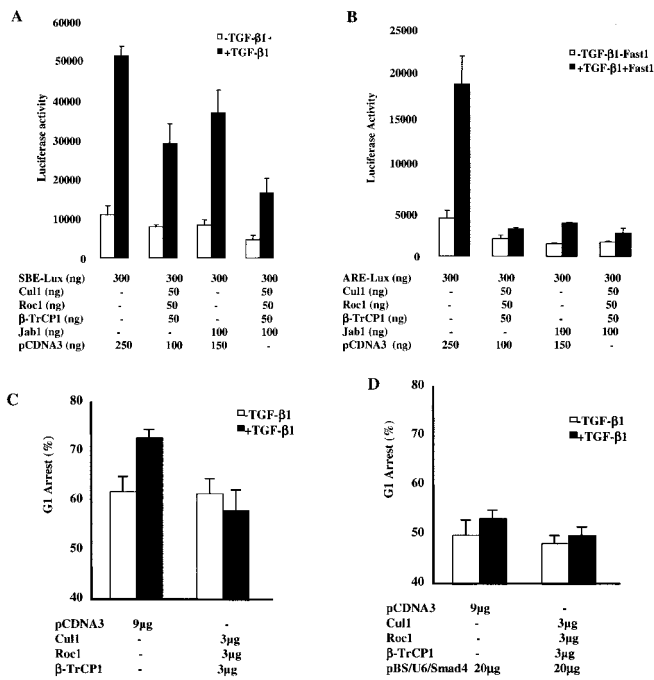 A
60000
50000
40000
30000
20000
10000
0
Luciferase activity
-TGF-β1-
+TGF-β1
SBE-Lux (ng) 300 300 300 300
Cul1 (ng) - 50 - 50
Roc1 (ng) - 50 - 50
β-TrCP1 (ng) - 50 - 50
Jab1 (ng) - - 100 100
pCDNA3 (ng) 250 100 150 -
B
25000
20000
15000
10000
5000
0
Luciferase Activity
-TGF-β1-Fast1
+TGF-β1+Fast1
ARE-Lux (ng) 300 300 300 300
Cul1 (ng) - 50 - 50
Roc1 (ng) - 50 - 50
β-TrCP1 (ng) - 50 - 50
Jab1 (ng) - - 100 100
pCDNA3 (ng) 250 100 150 -
C
80
70
60
50
40
G1 Arrest (%)
-TGF-β1
+TGF-β1
pCDNA3 9µg -
Cul1 - 3µg
Roc1 - 3µg
β-TrCP1 - 3µg
D
80
70
60
50
40
G1 Arrest (%)
-TGF-β1
+TGF-β1
pCDNA3 9µg -
Cul1 - 3µg
Roc1 - 3µg
β-TrCP1 - 3µg
pBS/U6/Smad4 20µg 20µg